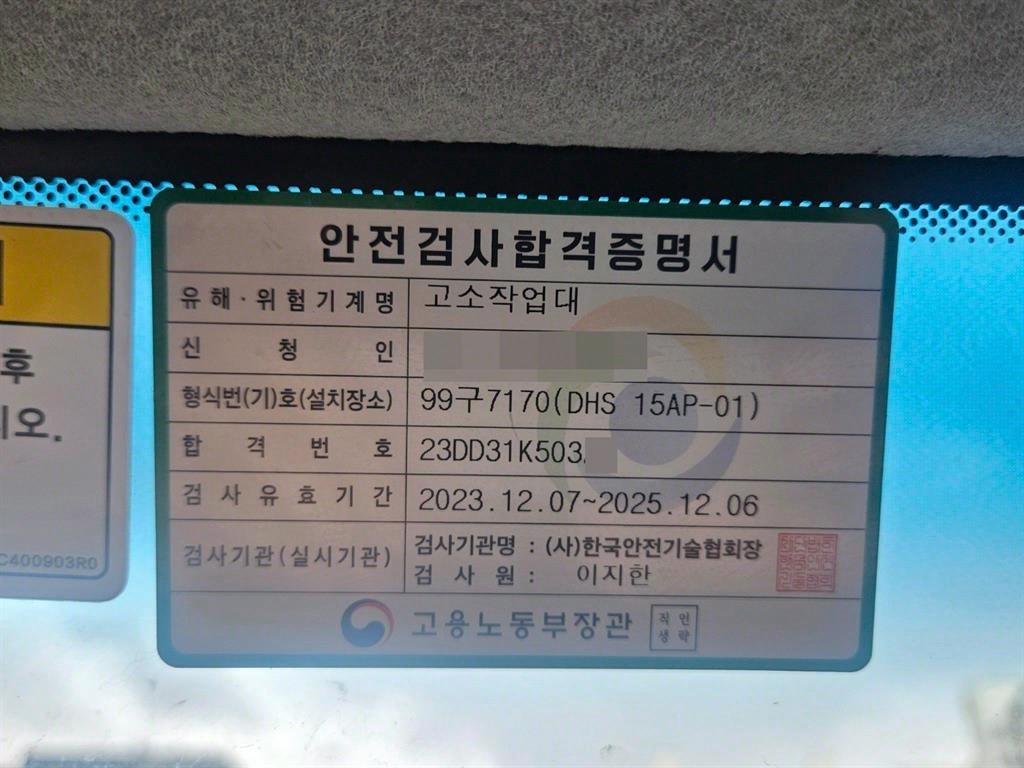 안전검사합격증명서
유해·위험기계명 고소작업대
신청인
형식번(기)호(설치장소) 99구7170(DHS 15AP-01)
합격번호 23DD31K503
검사유효기간 2023.12.07~2025.12.06
검사기관(실시기관) 검사기관명 : (사)한국안전기술협회장
검사원 : 이지한
고용노동부장관 직인
생략
후
오.
C400903R0